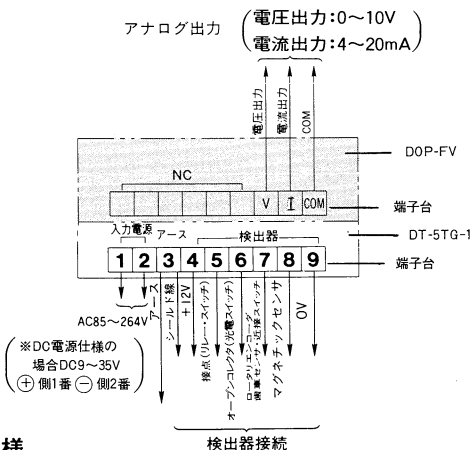 アナログ出力
電圧出力:0～10V
電流出力:4～20mA
電圧出力
電流出力
COM
DOP-FV
NC
V
I
COM
端子台
入力電源
アース
検出器
DT-5TG-1
1 2 3 4 5 6 7 8 9
端子台
AC85～264V
※DC電源仕様の
場合DC9～35V
⊕側1番⊖側2番
アース
シールド線
+12V
接点(リレー・スイッチ)
オープンコレクタ(光電スイッチ)
ロータリエンコーダ
歯車センサ・近接スイッチ
マグネチックセンサ
0V
検出器接続
様